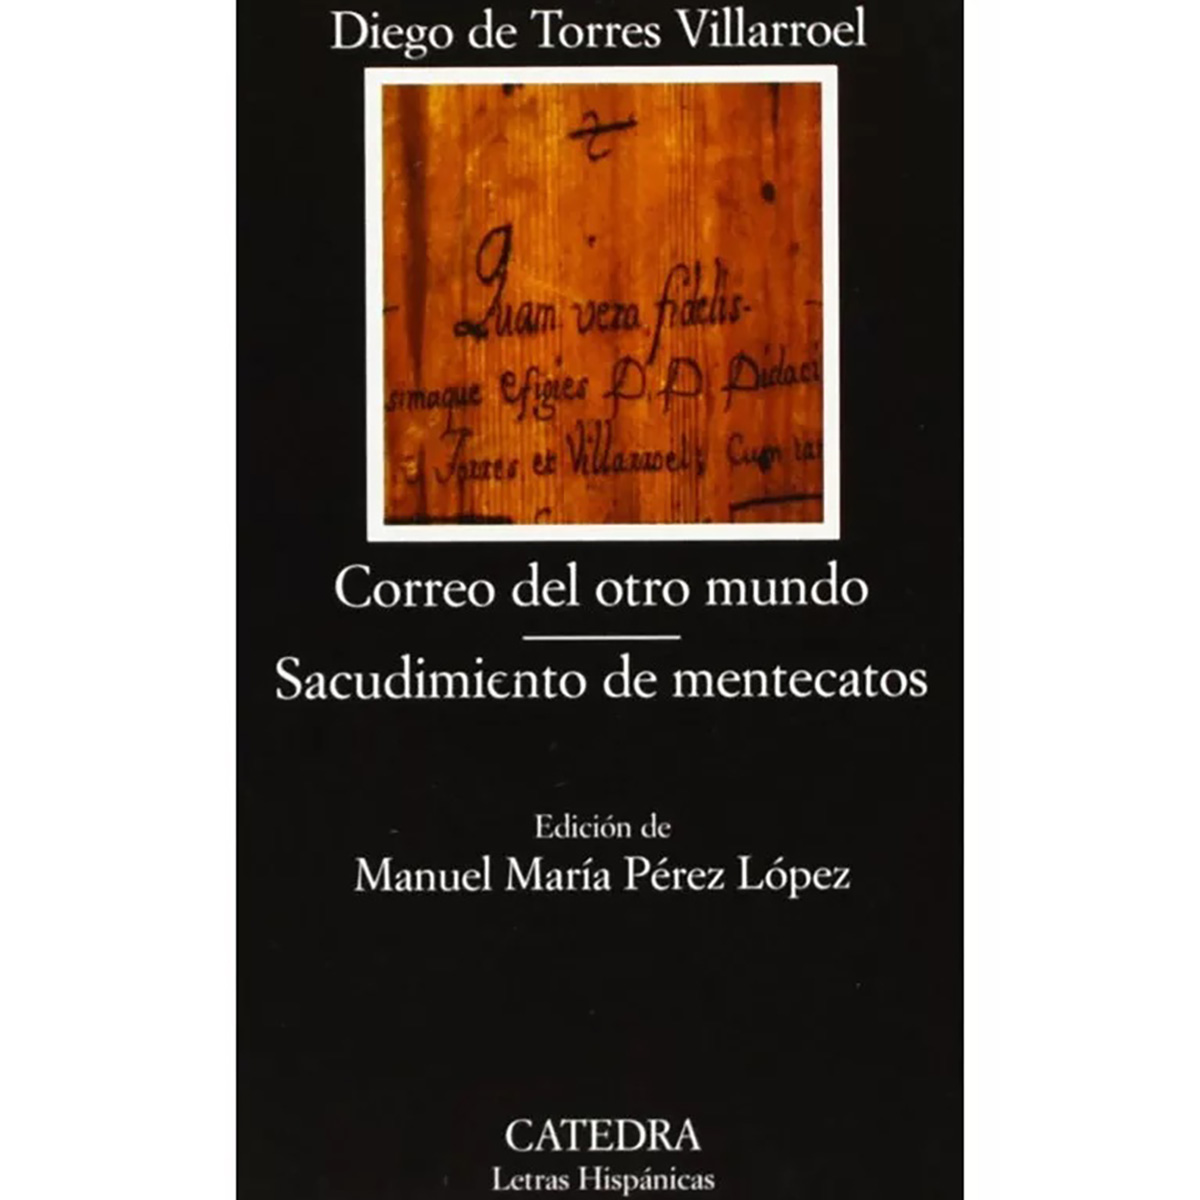 Diego de Torres Villarroel
Quam vera fidelis-
simaque Efigies D. D. Didaci
Torres et Villarroel; Cum
Correo del otro mundo
Sacudimiento de mentecatos
Edición de
Manuel María Pérez López
CATEDRA
Letras Hispánicas